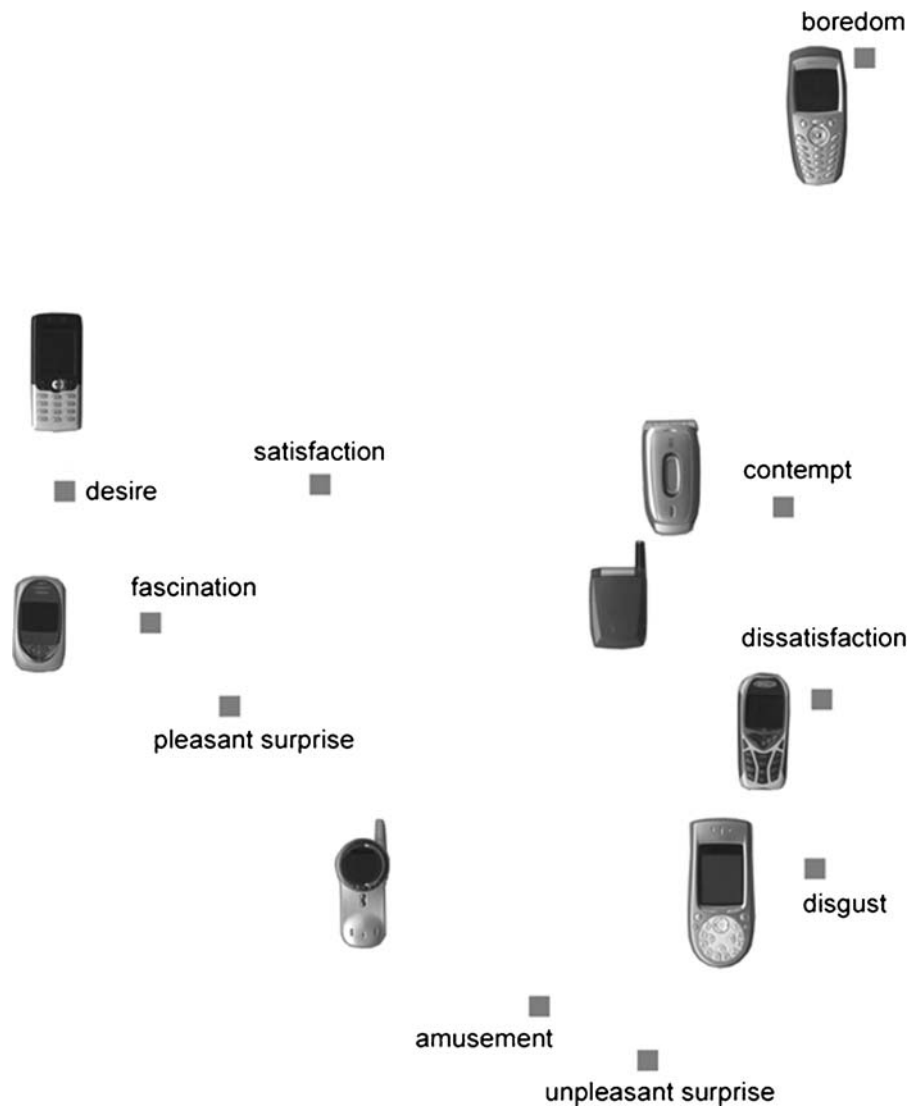 boredom
satisfaction
desire
contempt
fascination
dissatisfaction
pleasant surprise
disgust
amusement
unpleasant surprise